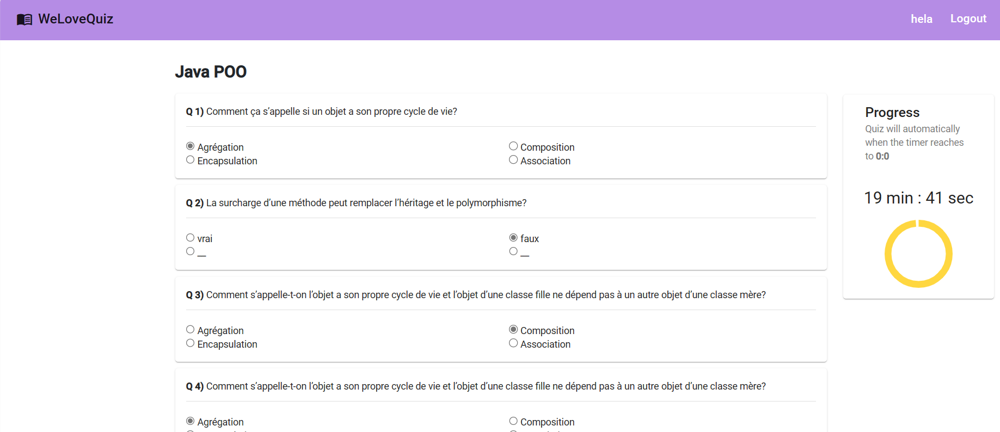 WeLoveQuiz
hela Logout
Java POO
Q 1) Comment ça s’appelle si un objet a son propre cycle de vie?
Agrégation Composition
Encapsulation Association
Q 2) La surcharge d’une méthode peut remplacer l’héritage et le polymorphisme?
vrai faux
__ __
Q 3) Comment s’appelle-t-on l’objet a son propre cycle de vie et l’objet d’une classe fille ne dépend pas à un autre objet d’une classe mère?
Agrégation Composition
Encapsulation Association
Q 4) Comment s’appelle-t-on l’objet a son propre cycle de vie et l’objet d’une classe fille ne dépend pas à un autre objet d’une classe mère?
Agrégation Composition
Progress
Quiz will automatically
when the timer reaches
to 0:0
19 min : 41 sec